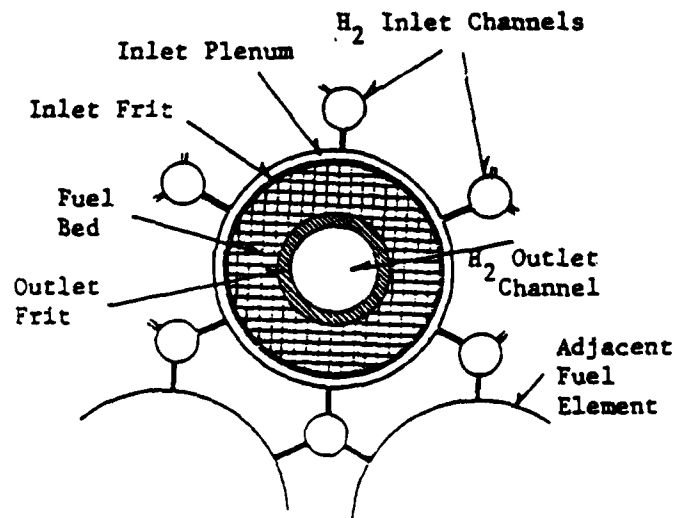 H2 Inlet Channels
Inlet Plenum
Inlet Frit
Fuel
Bed
H2 Outlet
Channel
Outlet
Frit
Adjacent
Fuel
Element